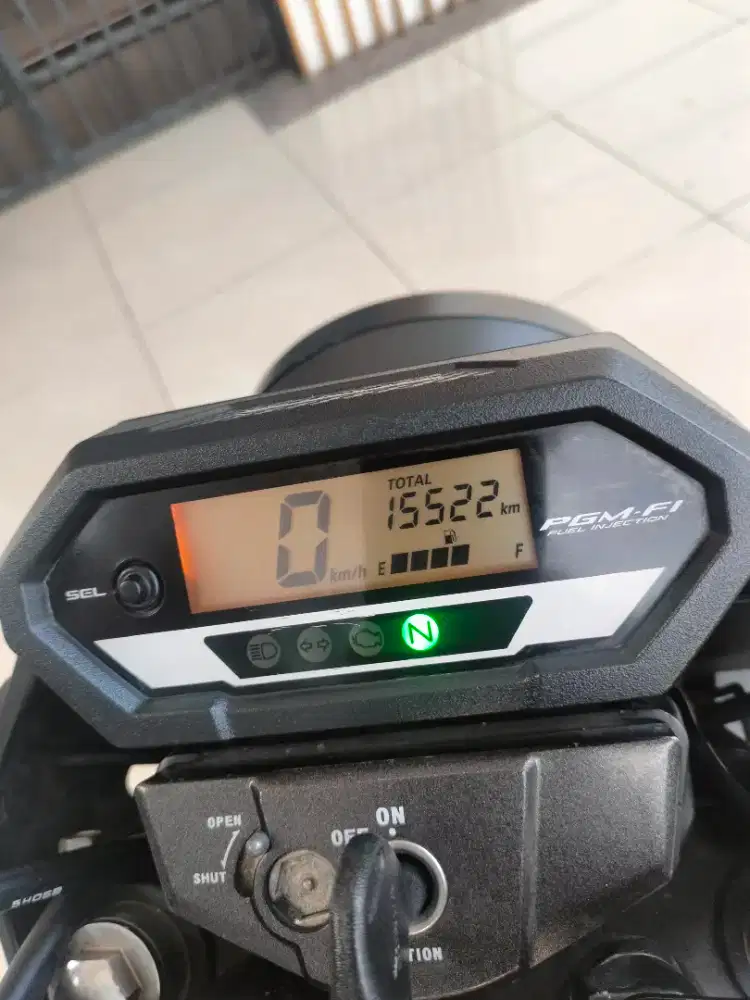 TOTAL
15522 km
0 km/h
E F
PGM-FI
FUEL INJECTION
SEL
N
OPEN
SHUT
ON
OFF